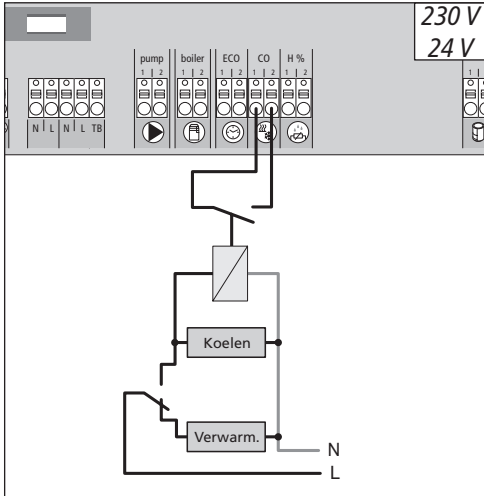 230 V
24 V
pump boiler ECO CO H %
1 2 1 2 1 2 1 2 1 2
N L N L TB
Koelen
Verwarm.
N
L